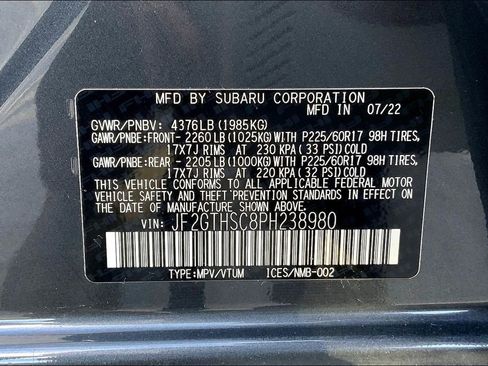 MFD BY SUBARU CORPORATION
MFD IN 07/22
GVWR/PNBV: 4376LB (1985KG)
GAWR/PNBE:FRONT- 2260LB (1025KG)WITH P225/60R17 98H TIRES,
17X7J RIMS AT 230 KPA ( 33 PSI)COLD
GAWR/PNBE:REAR - 2205LB (1000KG)WITH P225/60R17 98H TIRES,
17X7J RIMS AT 220 KPA ( 32 PSI)COLD
THIS VEHICLE CONFORMS TO ALL APPLICABLE FEDERAL MOTOR
VEHICLE SAFETY AND THEFT PREVENTION STANDARDS IN EFFECT ON
THE DATE OF MANUFACTURE SHOWN ABOVE.
VIN: JF2GTHSC8PH238980
TYPE:MPV/VTUM ICES/NMB-002